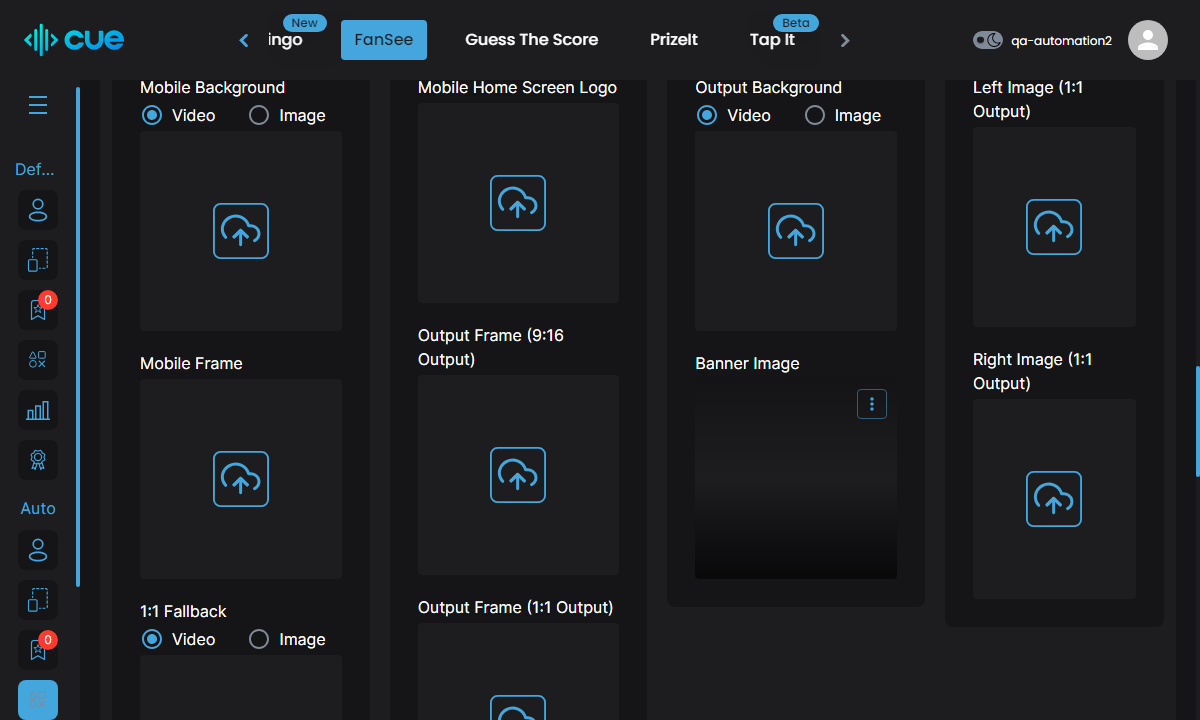 cue
New
ingo
FanSee
Guess The Score
PrizeIt
Beta
Tap It
qa-automation2
Def...
0
Auto
0
Mobile Background
Video
Image
Mobile Frame
1:1 Fallback
Video
Image
Mobile Home Screen Logo
Output Frame (9:16
Output)
Output Frame (1:1 Output)
Output Background
Video
Image
Banner Image
Left Image (1:1
Output)
Right Image (1:1
Output)